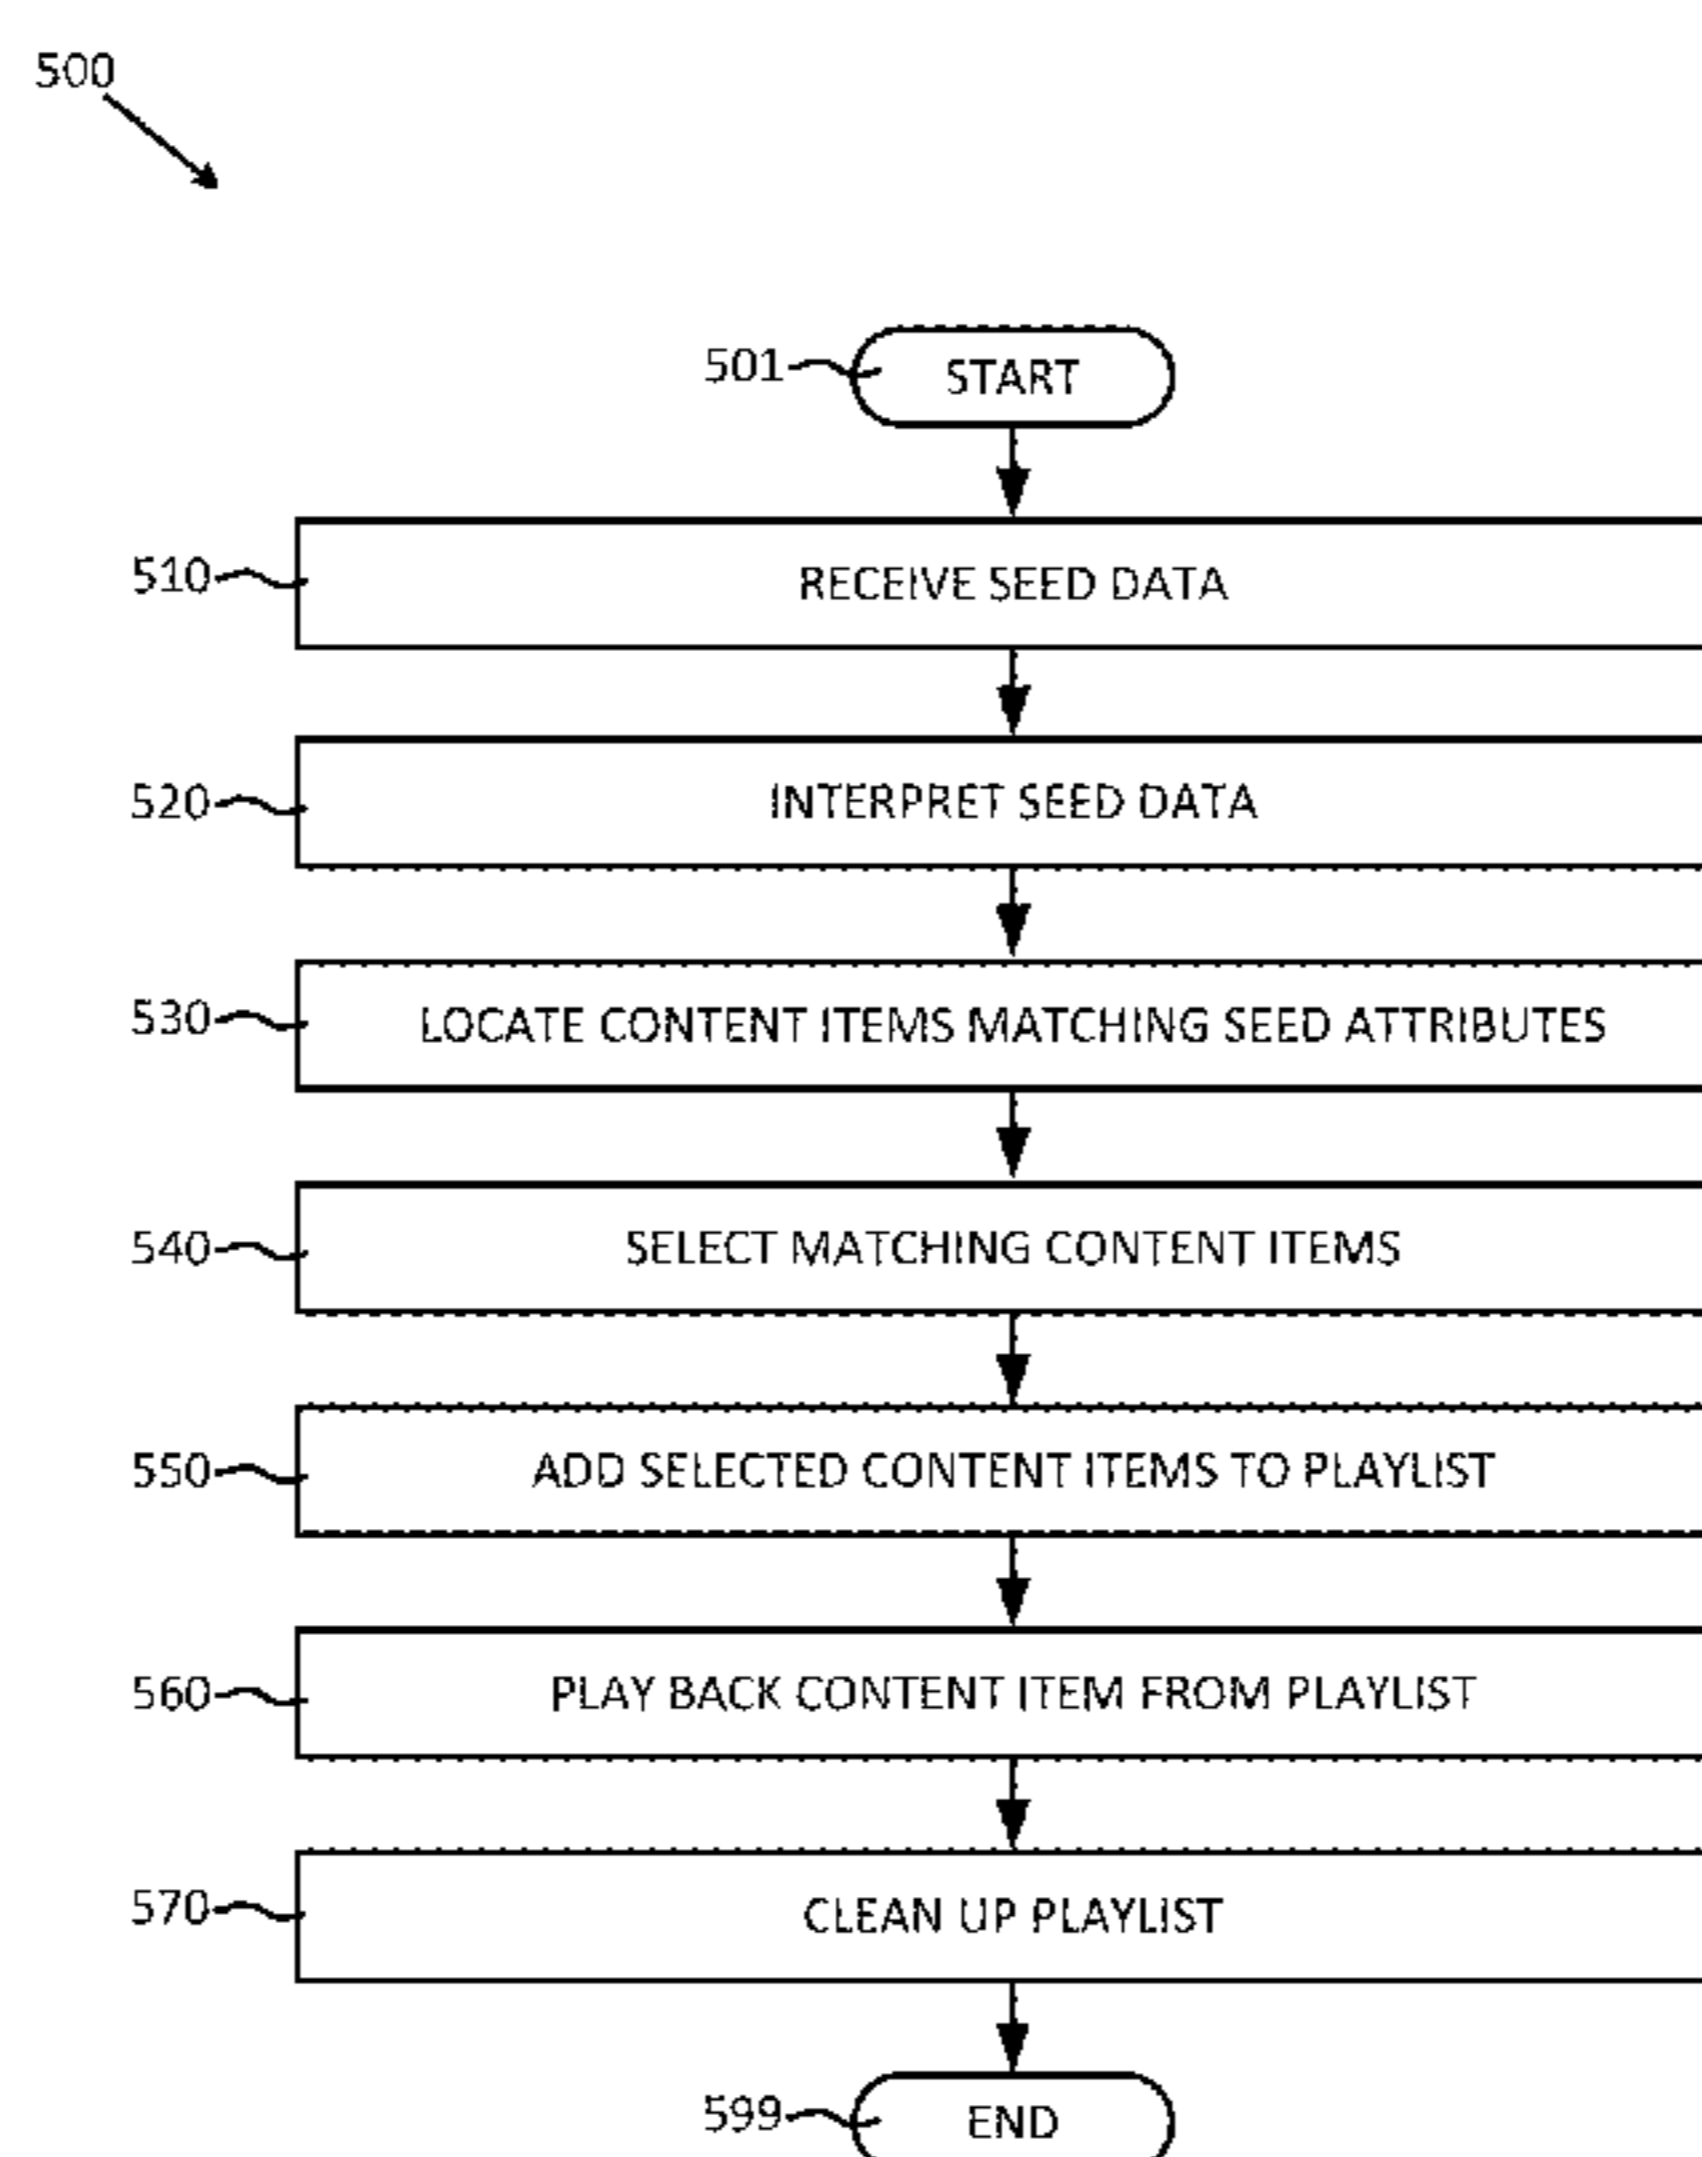 500
501 START
510 RECEIVE SEED DATA
520 INTERPRET SEED DATA
530 LOCATE CONTENT ITEMS MATCHING SEED ATTRIBUTES
540 SELECT MATCHING CONTENT ITEMS
550 ADD SELECTED CONTENT ITEMS TO PLAYLIST
560 PLAY BACK CONTENT ITEM FROM PLAYLIST
570 CLEAN UP PLAYLIST
599 END